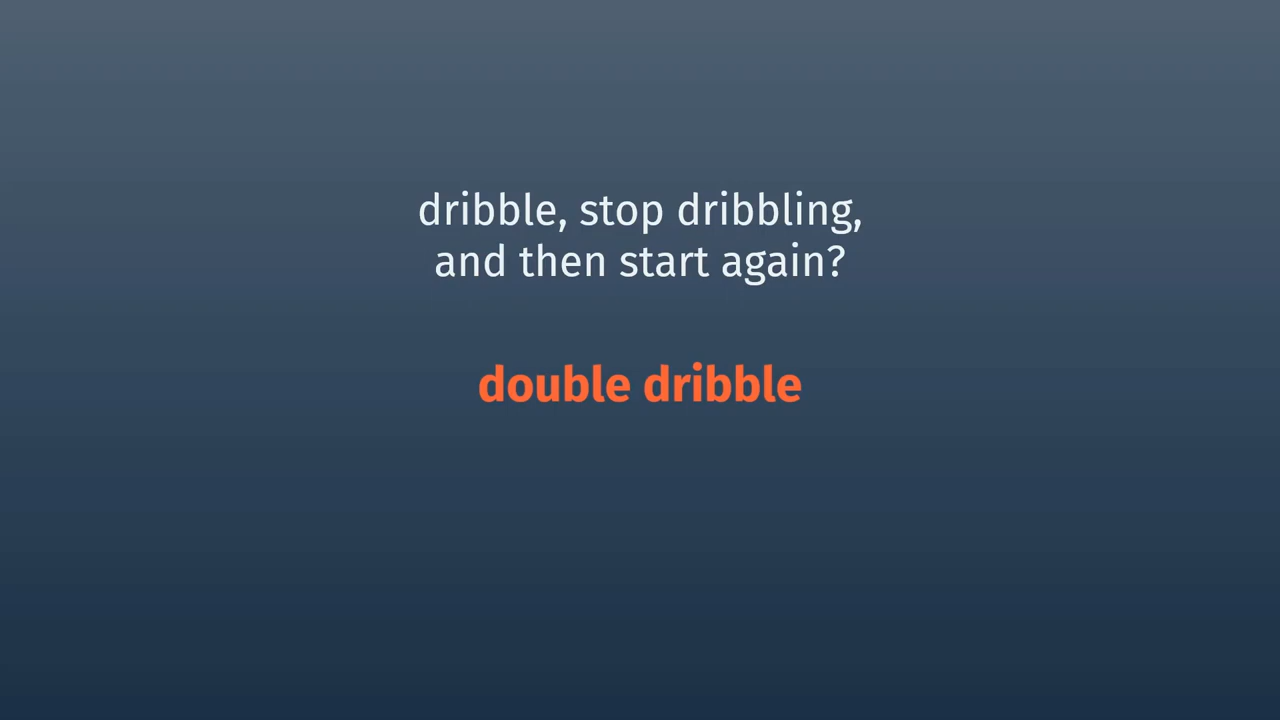 dribble, stop dribbling,
and then start again?
double dribble